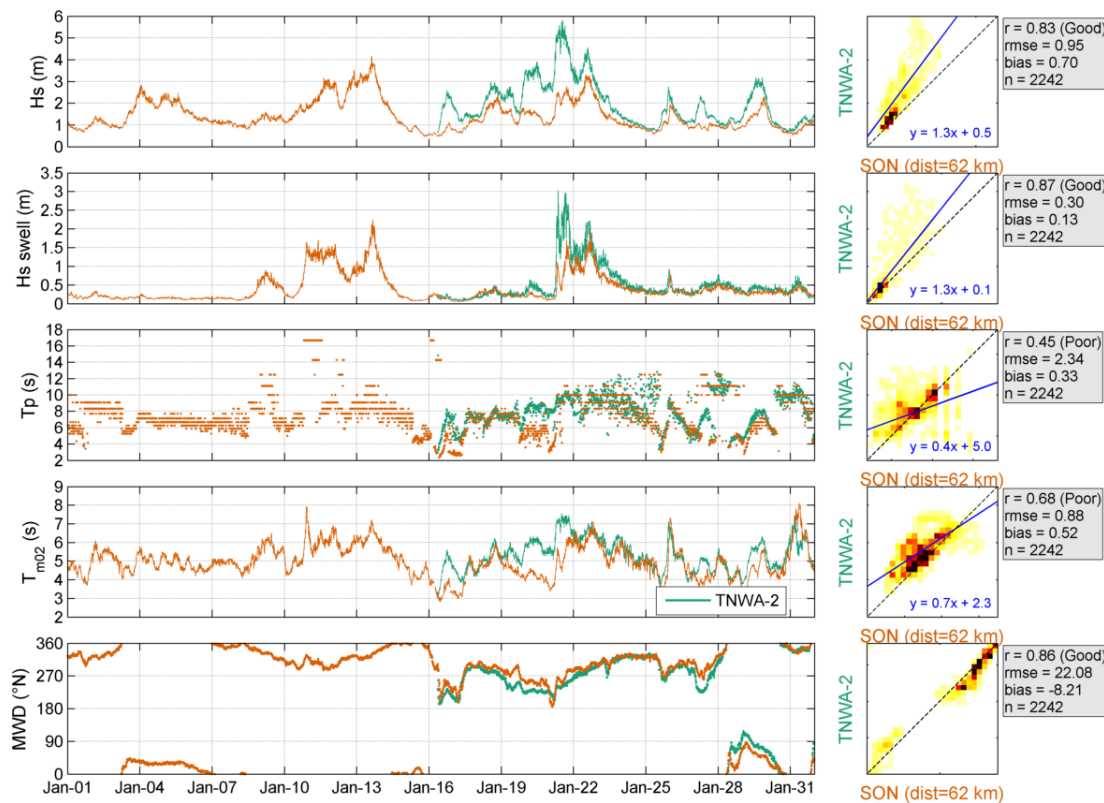 6
5
4
3
2
1
0
Hs (m)
TNWA-2
y = 1.3x + 0.5
SON (dist=62 km)
r = 0.83 (Good)
rmse = 0.95
bias = 0.70
n = 2242
3.5
3
2.5
2
1.5
1
0.5
0
Hs swell (m)
TNWA-2
y = 1.3x + 0.1
SON (dist=62 km)
r = 0.87 (Good)
rmse = 0.30
bias = 0.13
n = 2242
18
16
14
12
10
8
6
4
2
Tp (s)
TNWA-2
y = 0.4x + 5.0
SON (dist=62 km)
r = 0.45 (Poor)
rmse = 2.34
bias = 0.33
n = 2242
9
8
7
6
5
4
3
2
Tm02 (s)
TNWA-2
TNWA-2
y = 0.7x + 2.3
SON (dist=62 km)
r = 0.68 (Poor)
rmse = 0.88
bias = 0.52
n = 2242
360
270
180
90
0
MWD (°N)
Jan-01 Jan-04 Jan-07 Jan-10 Jan-13 Jan-16 Jan-19 Jan-22 Jan-25 Jan-28 Jan-31
TNWA-2
SON (dist=62 km)
r = 0.86 (Good)
rmse = 22.08
bias = -8.21
n = 2242